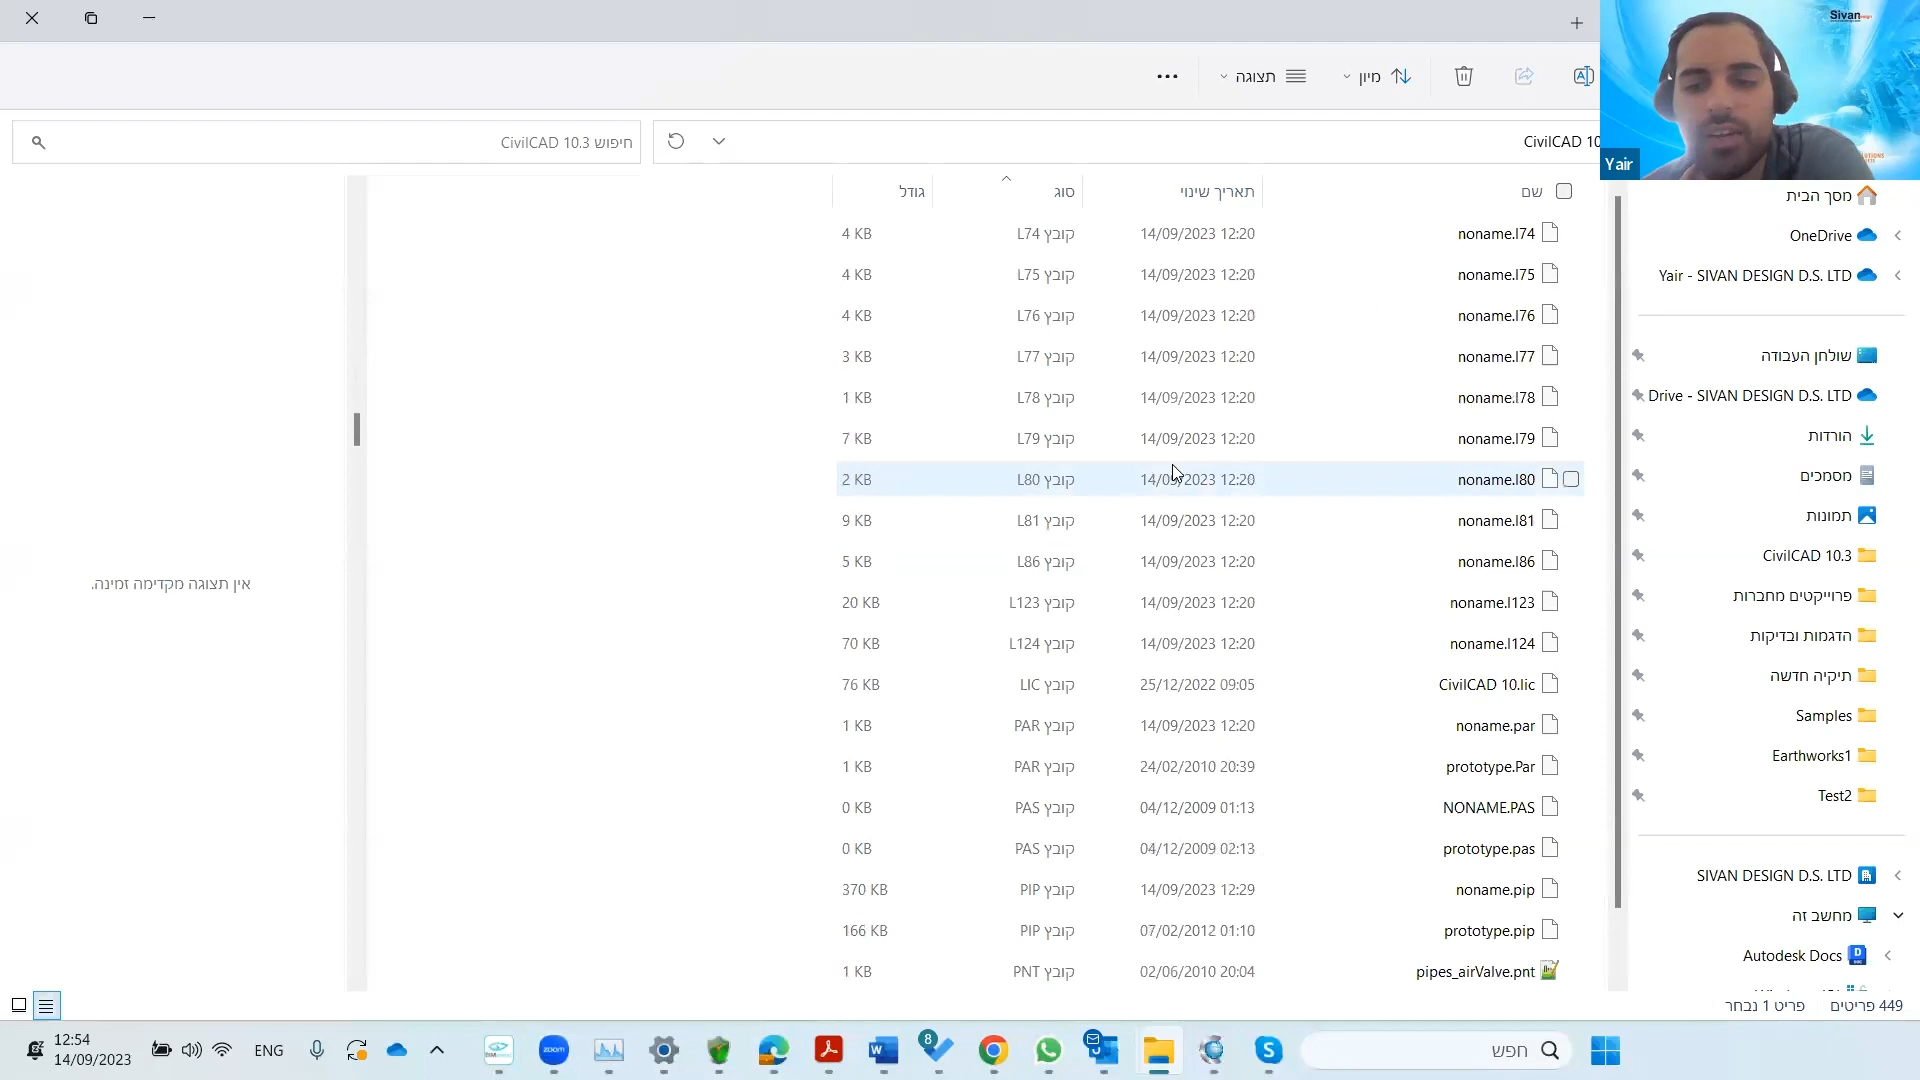 Sivan
Yair
תצוגה
מיון
חיפוש CivilCAD 10.3
CivilCAD 10
שם תאריך שינוי סוג גודל
noname.l74 14/09/2023 12:20 קובץ L74 4 KB
noname.l75 14/09/2023 12:20 קובץ L75 4 KB
noname.l76 14/09/2023 12:20 קובץ L76 4 KB
noname.l77 14/09/2023 12:20 קובץ L77 3 KB
noname.l78 14/09/2023 12:20 קובץ L78 1 KB
noname.l79 14/09/2023 12:20 קובץ L79 7 KB
noname.l80 14/09/2023 12:20 קובץ L80 2 KB
noname.l81 14/09/2023 12:20 קובץ L81 9 KB
noname.l86 14/09/2023 12:20 קובץ L86 5 KB
noname.l123 14/09/2023 12:20 קובץ L123 20 KB
noname.l124 14/09/2023 12:20 קובץ L124 70 KB
CivilCAD 10.lic 25/12/2022 09:05 קובץ LIC 76 KB
noname.par 14/09/2023 12:20 קובץ PAR 1 KB
prototype.Par 24/02/2010 20:39 קובץ PAR 1 KB
NONAME.PAS 04/12/2009 01:13 קובץ PAS 0 KB
prototype.pas 04/12/2009 02:13 קובץ PAS 0 KB
noname.pip 14/09/2023 12:29 קובץ PIP 370 KB
prototype.pip 07/02/2012 01:10 קובץ PIP 166 KB
pipes_airValve.pnt 02/06/2010 20:04 קובץ PNT 1 KB
מסך הבית
OneDrive
Yair - SIVAN DESIGN D.S. LTD
שולחן העבודה
Drive - SIVAN DESIGN D.S. LTD
הורדות
מסמכים
תמונות
CivilCAD 10.3
פרוייקטים מחברות
הדגמות ובדיקות
תיקיה חדשה
Samples
Earthworks1
Test2
SIVAN DESIGN D.S. LTD
מחשב זה
Autodesk Docs
אין תצוגה מקדימה זמינה.
449 פריטים פריט 1 נבחר
חפש
8
zoom
ENG
12:54
14/09/2023